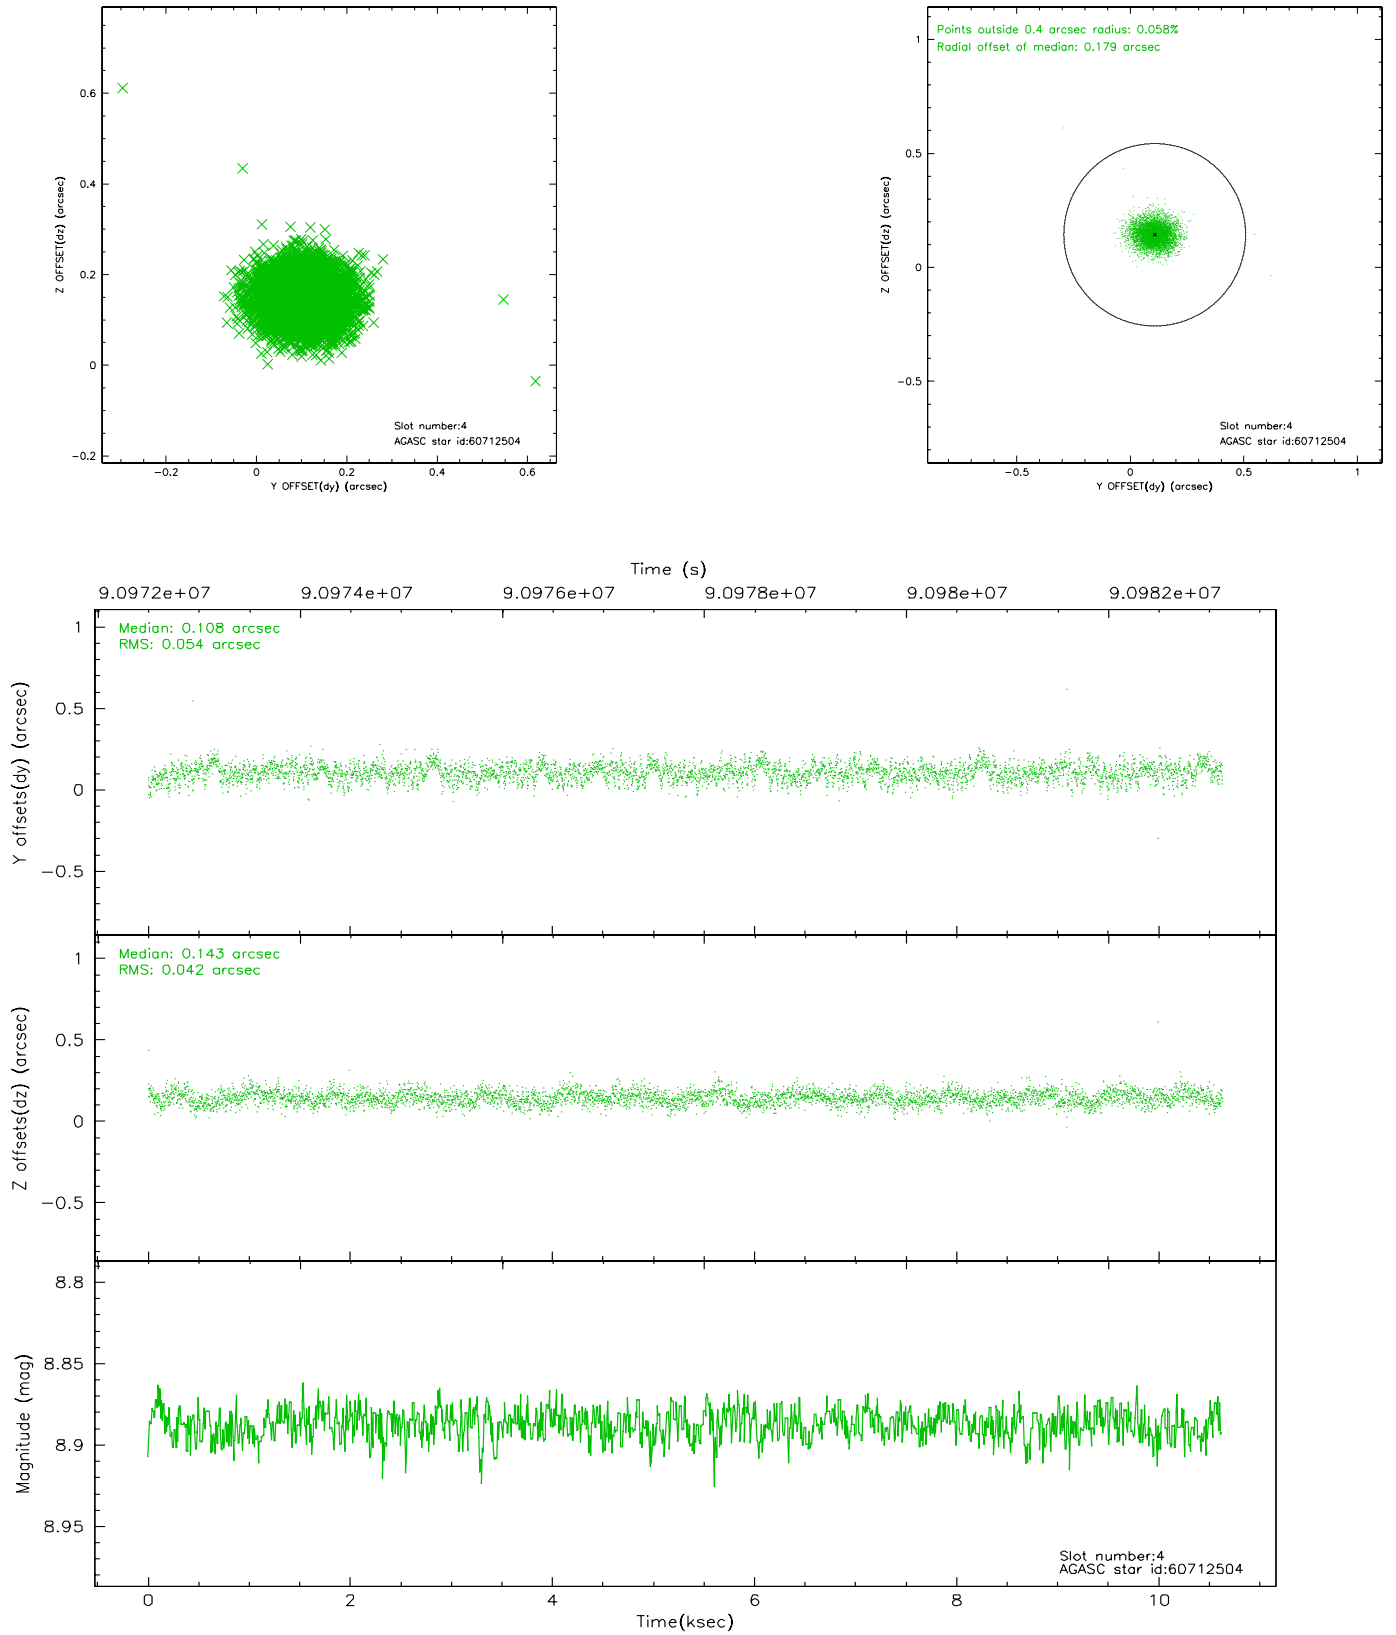 0.6
0.4
0.2
0
-0.2
Z OFFSET(dz) (arcsec)
Slot number:4
AGASC star id:60712504
-0.2 0 0.2 0.4 0.6
Y OFFSET(dy) (arcsec)
Points outside 0.4 arcsec radius: 0.058%
Radial offset of median: 0.179 arcsec
1
0.5
0
-0.5
Z OFFSET(dz) (arcsec)
Slot number:4
AGASC star id:60712504
-0.5 0 0.5 1
Y OFFSET(dy) (arcsec)
Time (s)
9.0972e+07 9.0974e+07 9.0976e+07 9.0978e+07 9.098e+07 9.0982e+07
Median: 0.108 arcsec
RMS: 0.054 arcsec
1
0.5
0
-0.5
Y offsets(dy) (arcsec)
Median: 0.143 arcsec
RMS: 0.042 arcsec
1
0.5
0
-0.5
Z offsets(dz) (arcsec)
8.8
8.85
8.9
8.95
Magnitude (mag)
Slot number:4
AGASC star id:60712504
0 2 4 6 8 10
Time(ksec)